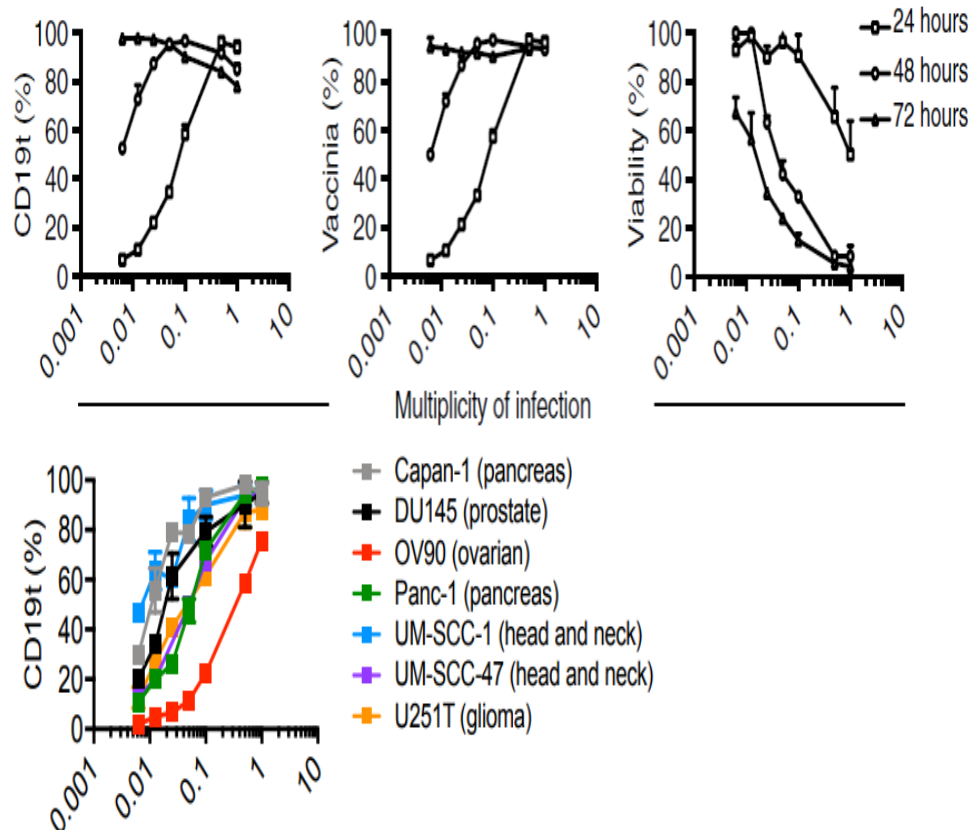 CD19t (%)
100
80
60
40
20
0
0.001
0.01
0.1
1
10
Vaccinia (%)
100
80
60
40
20
0
0.001
0.01
0.1
1
10
Viability (%)
100
80
60
40
20
0
0.001
0.01
0.1
1
10
24 hours
48 hours
72 hours
Multiplicity of infection
CD19t (%)
100
80
60
40
20
0
0.001
0.01
0.1
1
10
Capan-1 (pancreas)
DU145 (prostate)
OV90 (ovarian)
Panc-1 (pancreas)
UM-SCC-1 (head and neck)
UM-SCC-47 (head and neck)
U251T (glioma)